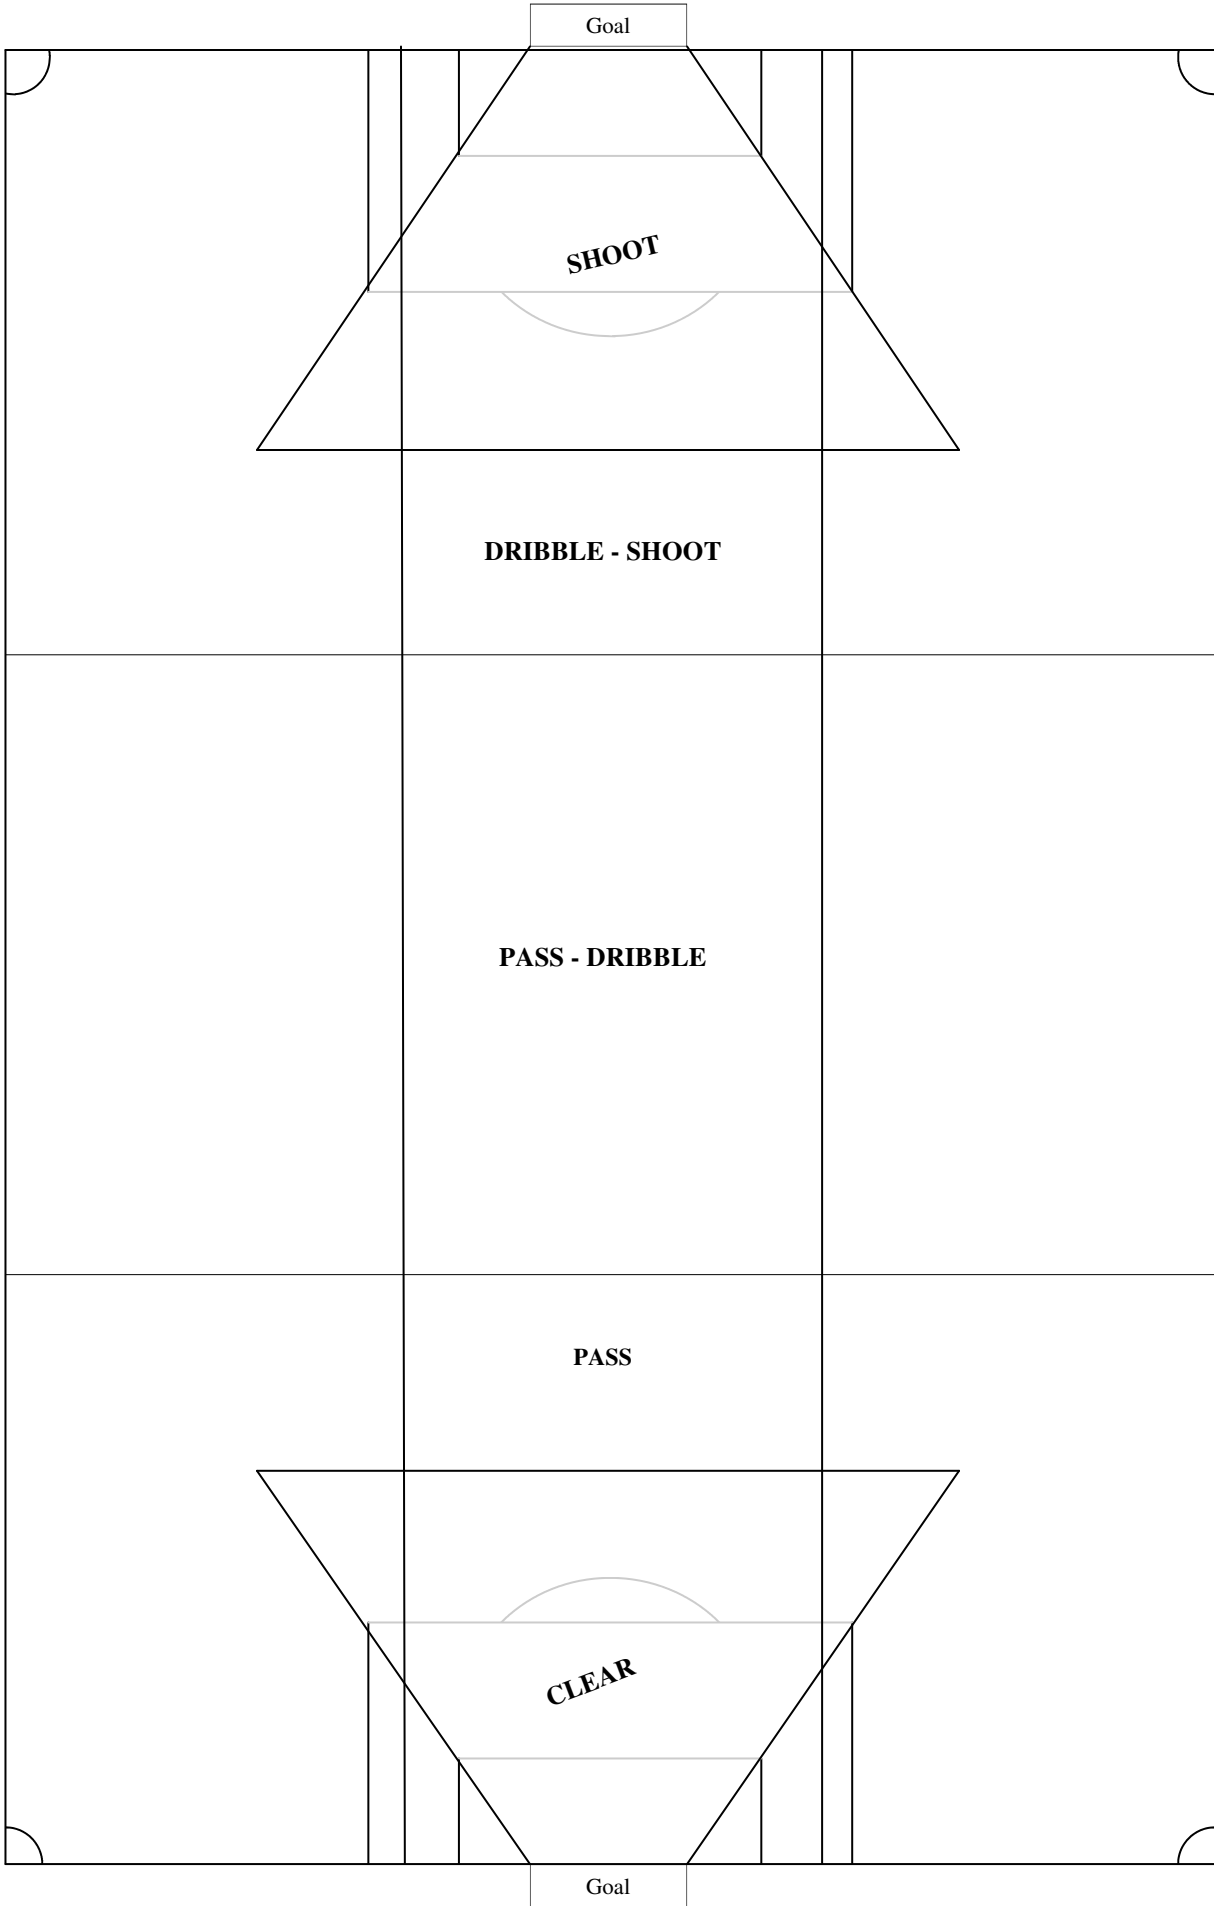 Goal
SHOOT
DRIBBLE - SHOOT
PASS - DRIBBLE
PASS
CLEAR
Goal